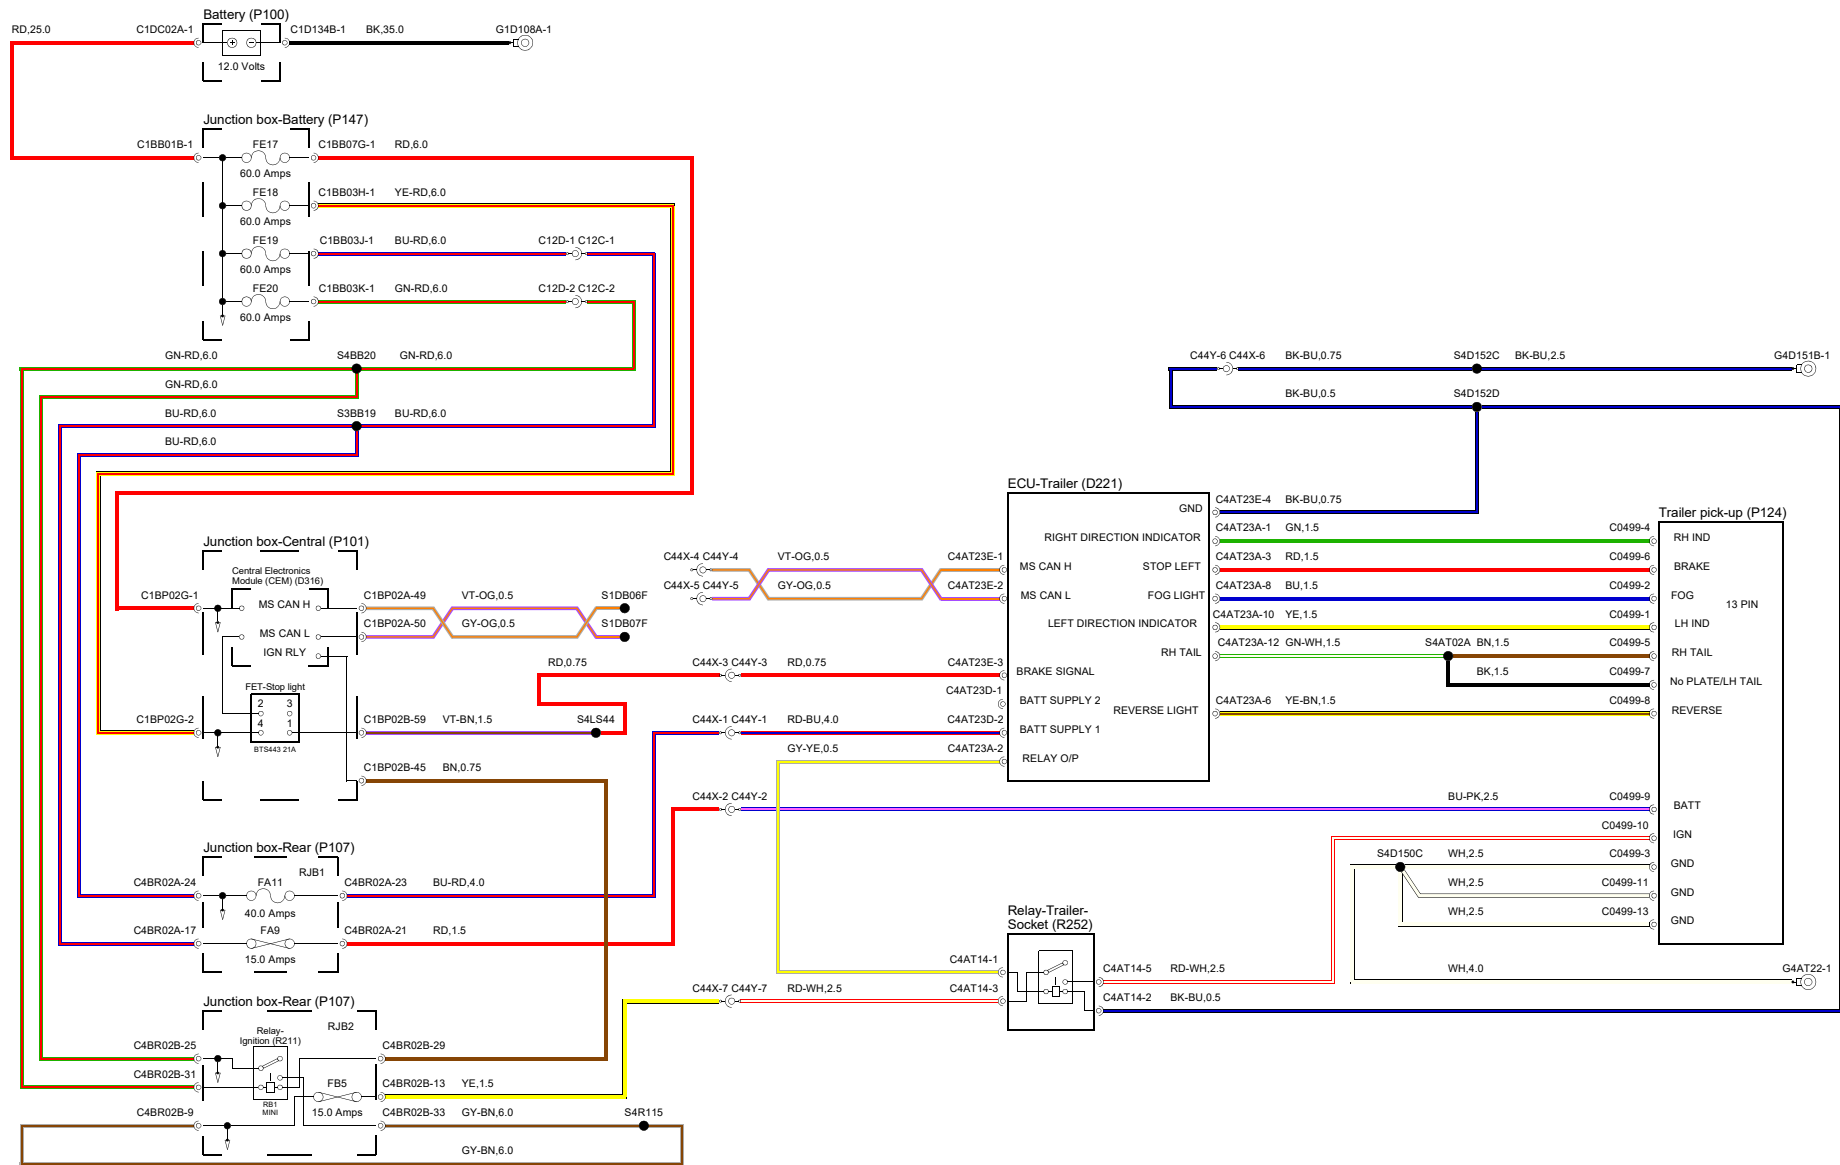 Battery (P100)
RD,25.0
C1DC02A-1
C1D134B-1
BK,35.0
G1D108A-1
12.0 Volts
Junction box-Battery (P147)
C1BB01B-1
FE17
C1BB07G-1
RD,6.0
60.0 Amps
FE18
C1BB03H-1
YE-RD,6.0
60.0 Amps
FE19
C1BB03J-1
BU-RD,6.0
C12D-1 C12C-1
60.0 Amps
FE20
C1BB03K-1
GN-RD,6.0
C12D-2 C12C-2
60.0 Amps
GN-RD,6.0
S4BB20
GN-RD,6.0
GN-RD,6.0
BU-RD,6.0
S3BB19
BU-RD,6.0
BU-RD,6.0
C44Y-6 C44X-6
BK-BU,0.75
S4D152C
BK-BU,2.5
G4D151B-1
BK-BU,0.5
S4D152D
Junction box-Central (P101)
Central Electronics
Module (CEM) (D316)
C1BP02G-1
MS CAN H
C1BP02A-49
VT-OG,0.5
S1DB06F
C1BP02A-50
GY-OG,0.5
S1DB07F
MS CAN L
IGN RLY
FET-Stop light
2
3
4
1
BTS443 21A
C1BP02G-2
C1BP02B-59
VT-BN,1.5
S4LS44
C1BP02B-45
BN,0.75
RD,0.75
C44X-3 C44Y-3
RD,0.75
C44X-4 C44Y-4
VT-OG,0.5
C44X-5 C44Y-5
GY-OG,0.5
C44X-1 C44Y-1
RD-BU,4.0
GY-YE,0.5
C44X-2 C44Y-2
ECU-Trailer (D221)
C4AT23E-1
MS CAN H
C4AT23E-2
MS CAN L
C4AT23E-3
BRAKE SIGNAL
C4AT23D-1
BATT SUPPLY 2
C4AT23D-2
BATT SUPPLY 1
C4AT23A-2
RELAY O/P
GND
C4AT23E-4
BK-BU,0.75
RIGHT DIRECTION INDICATOR
C4AT23A-1
GN,1.5
C0499-4
STOP LEFT
C4AT23A-3
RD,1.5
C0499-6
FOG LIGHT
C4AT23A-8
BU,1.5
C0499-2
LEFT DIRECTION INDICATOR
C4AT23A-10
YE,1.5
C0499-1
RH TAIL
C4AT23A-12
GN-WH,1.5
S4AT02A
BN,1.5
C0499-5
BK,1.5
C0499-7
REVERSE LIGHT
C4AT23A-6
YE-BN,1.5
C0499-8
BU-PK,2.5
C0499-9
C0499-10
S4D150C
WH,2.5
C0499-3
WH,2.5
C0499-11
WH,2.5
C0499-13
WH,4.0
G4AT22-1
Trailer pick-up (P124)
RH IND
BRAKE
FOG
13 PIN
LH IND
RH TAIL
No PLATE/LH TAIL
REVERSE
BATT
IGN
GND
GND
GND
Junction box-Rear (P107)
RJB1
C4BR02A-24
FA11
C4BR02A-23
BU-RD,4.0
40.0 Amps
C4BR02A-17
FA9
C4BR02A-21
RD,1.5
15.0 Amps
Relay-Trailer-
Socket (R252)
C4AT14-1
C4AT14-5
RD-WH,2.5
C44X-7 C44Y-7
RD-WH,2.5
C4AT14-3
C4AT14-2
BK-BU,0.5
Junction box-Rear (P107)
RJB2
Relay-
Ignition (R211)
C4BR02B-25
C4BR02B-29
C4BR02B-31
FB5
C4BR02B-13
YE,1.5
RB1
MINI
C4BR02B-9
15.0 Amps
C4BR02B-33
GY-BN,6.0
S4R115
GY-BN,6.0